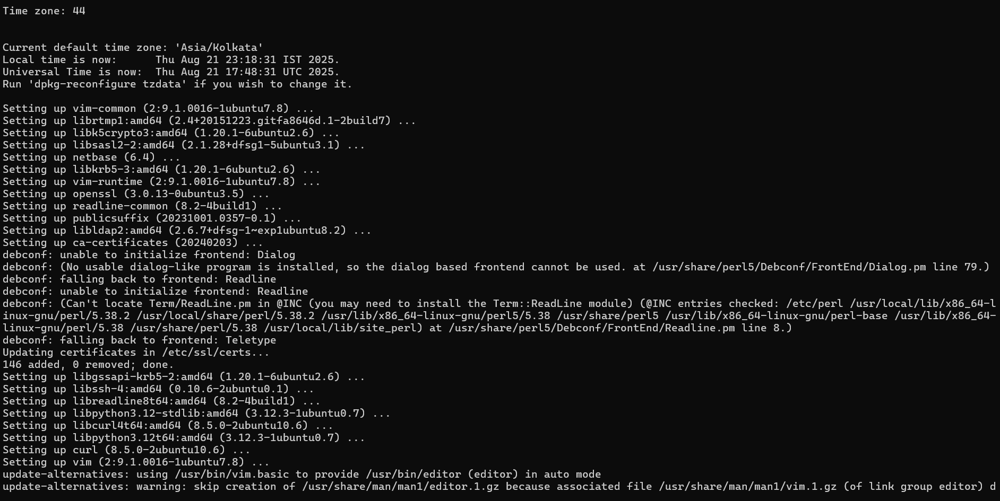 Time zone: 44
Current default time zone: 'Asia/Kolkata'
Local time is now:      Thu Aug 21 23:18:31 IST 2025.
Universal Time is now:  Thu Aug 21 17:48:31 UTC 2025.
Run 'dpkg-reconfigure tzdata' if you wish to change it.
Setting up vim-common (2:9.1.0016-1ubuntu7.8) ...
Setting up librtmp1:amd64 (2.4+20151223.gitfa8646d.1-2build7) ...
Setting up libk5crypto3:amd64 (1.20.1-6ubuntu2.6) ...
Setting up libsasl2-2:amd64 (2.1.28+dfsg1-5ubuntu3.1) ...
Setting up netbase (6.4) ...
Setting up libkrb5-3:amd64 (1.20.1-6ubuntu2.6) ...
Setting up vim-runtime (2:9.1.0016-1ubuntu7.8) ...
Setting up openssl (3.0.13-0ubuntu3.5) ...
Setting up readline-common (8.2-4build1) ...
Setting up publicsuffix (20231001.0357-0.1) ...
Setting up libldap2:amd64 (2.6.7+dfsg-1~exp1ubuntu8.2) ...
Setting up ca-certificates (20240203) ...
debconf: unable to initialize frontend: Dialog
debconf: (No usable dialog-like program is installed, so the dialog based frontend cannot be used. at /usr/share/perl5/Debconf/FrontEnd/Dialog.pm line 79.)
debconf: falling back to frontend: Readline
debconf: unable to initialize frontend: Readline
debconf: (Can't locate Term/ReadLine.pm in @INC (you may need to install the Term::ReadLine module) (@INC entries checked: /etc/perl /usr/local/lib/x86_64-l
inux-gnu/perl/5.38.2 /usr/local/share/perl/5.38.2 /usr/lib/x86_64-linux-gnu/perl5/5.38 /usr/share/perl5 /usr/lib/x86_64-linux-gnu/perl-base /usr/lib/x86_64-
linux-gnu/perl/5.38 /usr/share/perl/5.38 /usr/local/lib/site_perl) at /usr/share/perl5/Debconf/FrontEnd/Readline.pm line 8.)
debconf: falling back to frontend: Teletype
Updating certificates in /etc/ssl/certs...
146 added, 0 removed; done.
Setting up libgssapi-krb5-2:amd64 (1.20.1-6ubuntu2.6) ...
Setting up libssh-4:amd64 (0.10.6-2ubuntu0.1) ...
Setting up libreadline8t64:amd64 (8.2-4build1) ...
Setting up libpython3.12-stdlib:amd64 (3.12.3-1ubuntu0.7) ...
Setting up libcurl4t64:amd64 (8.5.0-2ubuntu10.6) ...
Setting up libpython3.12t64:amd64 (3.12.3-1ubuntu0.7) ...
Setting up curl (8.5.0-2ubuntu10.6) ...
Setting up vim (2:9.1.0016-1ubuntu7.8) ...
update-alternatives: using /usr/bin/vim.basic to provide /usr/bin/editor (editor) in auto mode
update-alternatives: warning: skip creation of /usr/share/man/man1/editor.1.gz because associated file /usr/share/man/man1/vim.1.gz (of link group editor) d